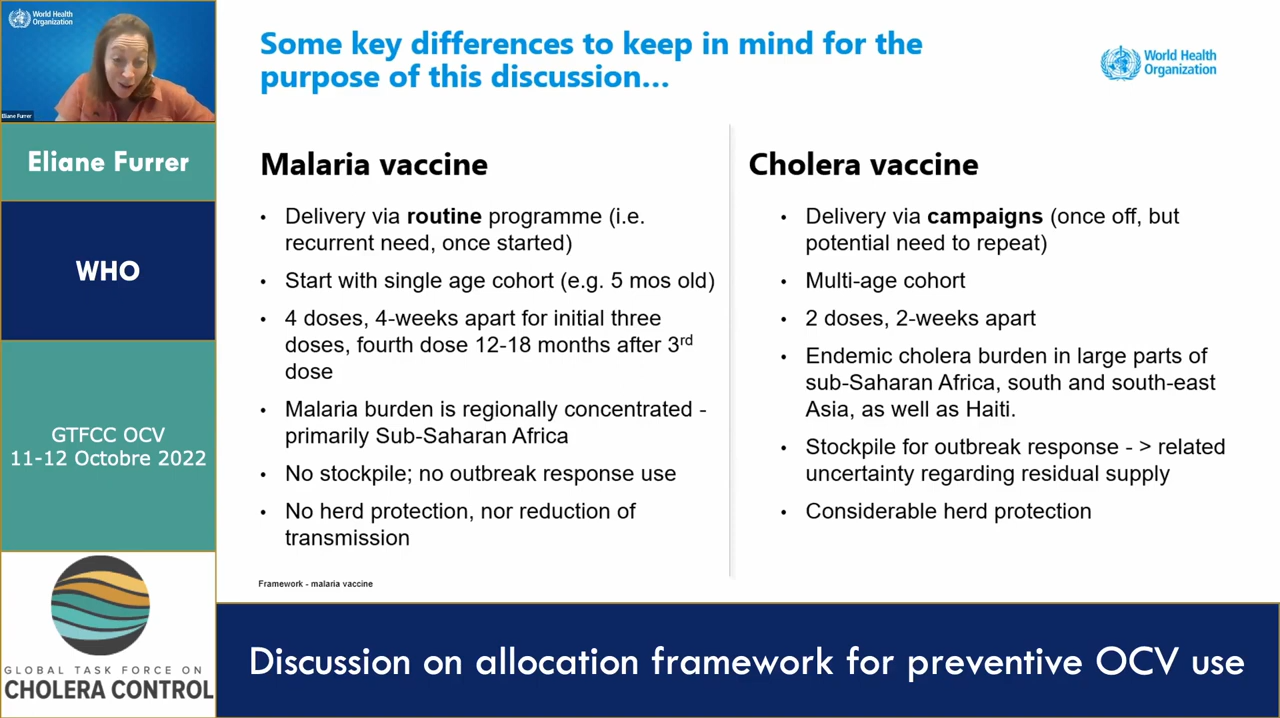 World Health
Organization
Eliane Furrer
Eliane Furrer
WHO
GTFCC OCV
11-12 Octobre 2022
GLOBAL TASK FORCE ON
CHOLERA CONTROL
Some key differences to keep in mind for the
purpose of this discussion...
World Health
Organization
Malaria vaccine
• Delivery via routine programme (i.e.
recurrent need, once started)
• Start with single age cohort (e.g. 5 mos old)
• 4 doses, 4-weeks apart for initial three
doses, fourth dose 12-18 months after 3rd
dose
• Malaria burden is regionally concentrated -
primarily Sub-Saharan Africa
• No stockpile; no outbreak response use
• No herd protection, nor reduction of
transmission
Cholera vaccine
• Delivery via campaigns (once off, but
potential need to repeat)
• Multi-age cohort
• 2 doses, 2-weeks apart
• Endemic cholera burden in large parts of
sub-Saharan Africa, south and south-east
Asia, as well as Haiti.
• Stockpile for outbreak response - > related
uncertainty regarding residual supply
• Considerable herd protection
Framework - malaria vaccine
Discussion on allocation framework for preventive OCV use